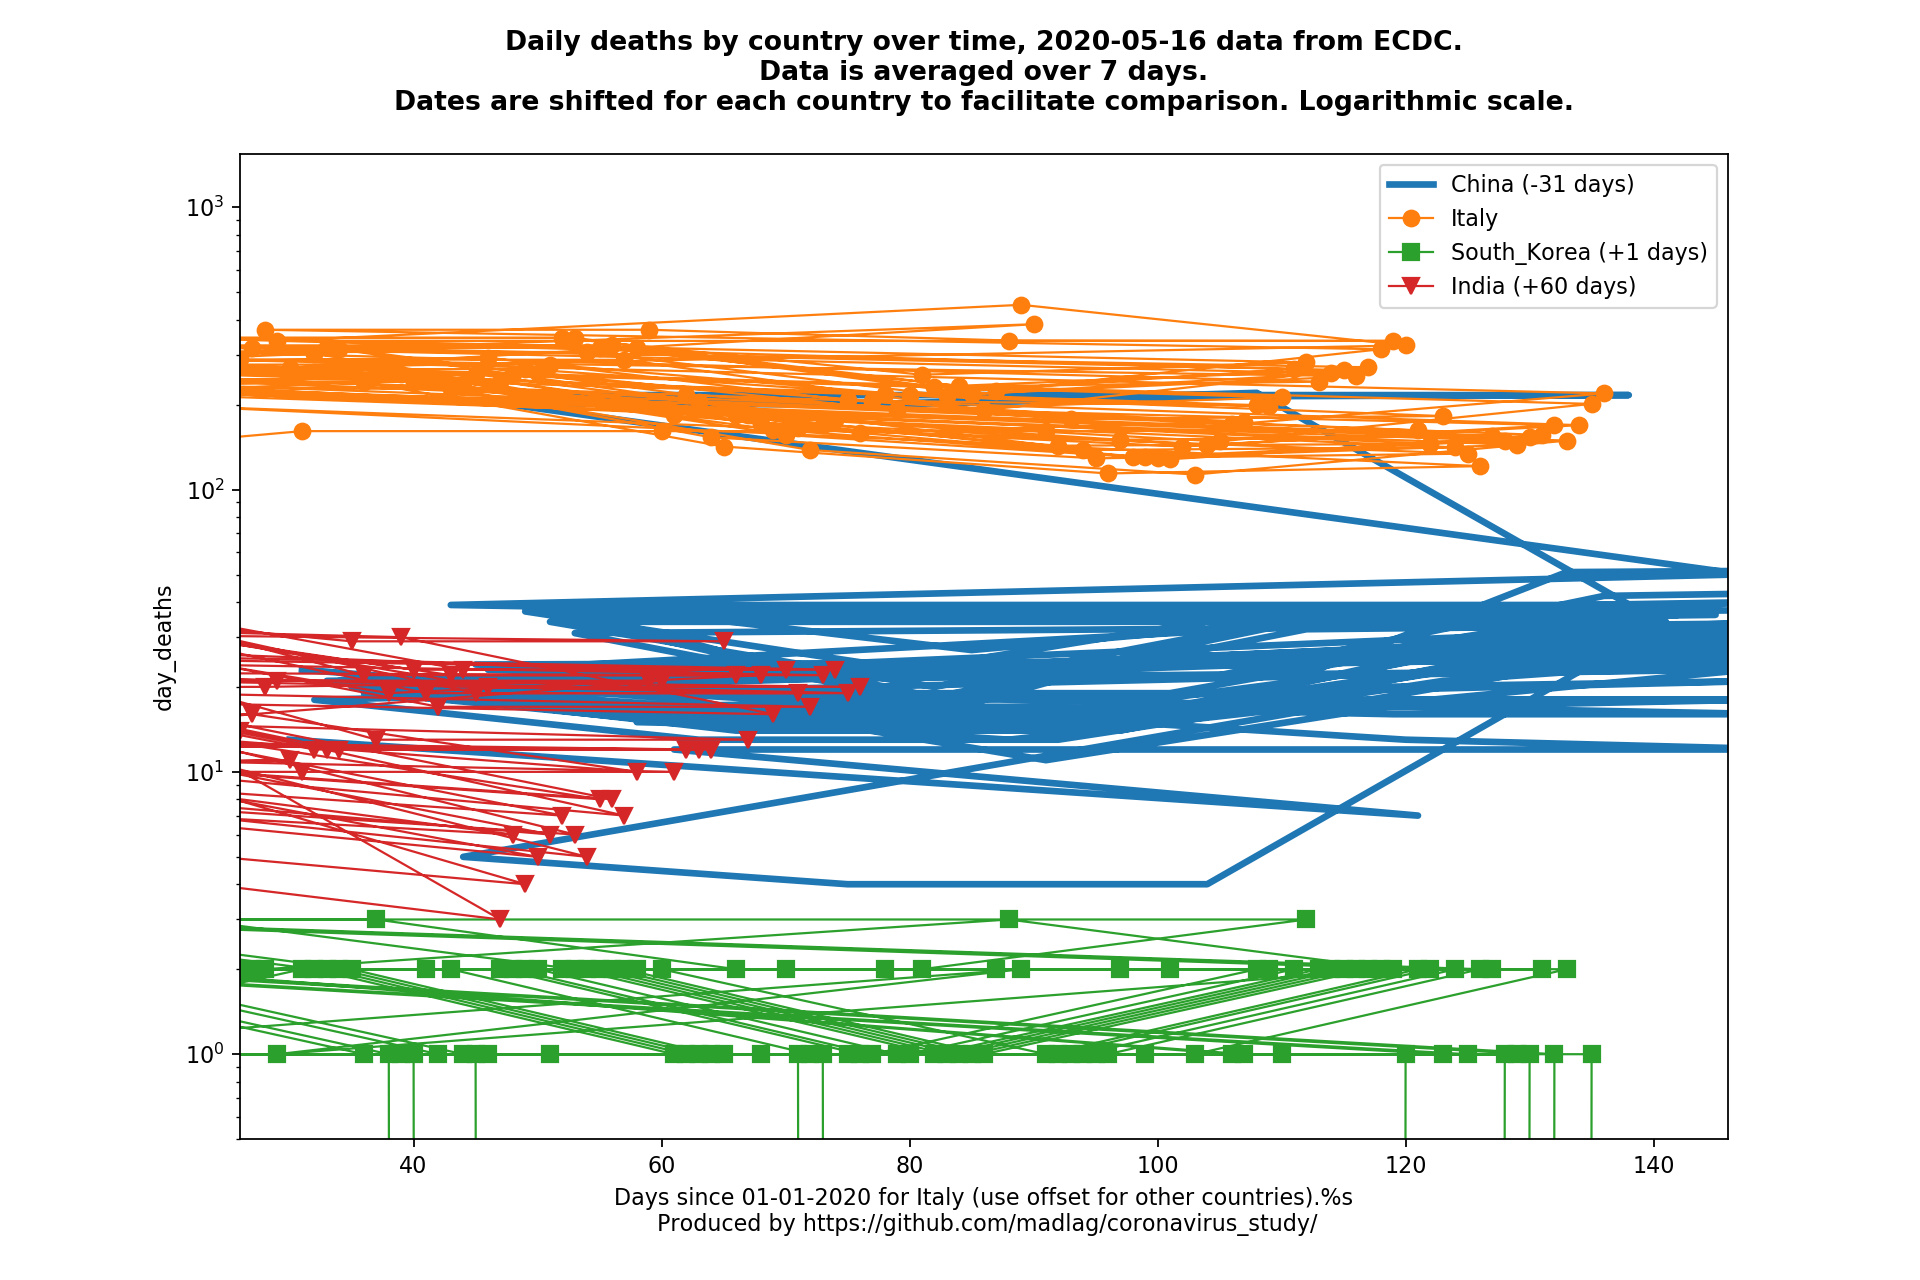 Daily deaths by country over time, 2020-05-16 data from ECDC.
Data is averaged over 7 days.
Dates are shifted for each country to facilitate comparison. Logarithmic scale.
China (-31 days)
Italy
South_Korea (+1 days)
India (+60 days)
10³
10²
10¹
10⁰
day_deaths
40 60 80 100 120 140
Days since 01-01-2020 for Italy (use offset for other countries).%s
Produced by https://github.com/madlag/coronavirus_study/